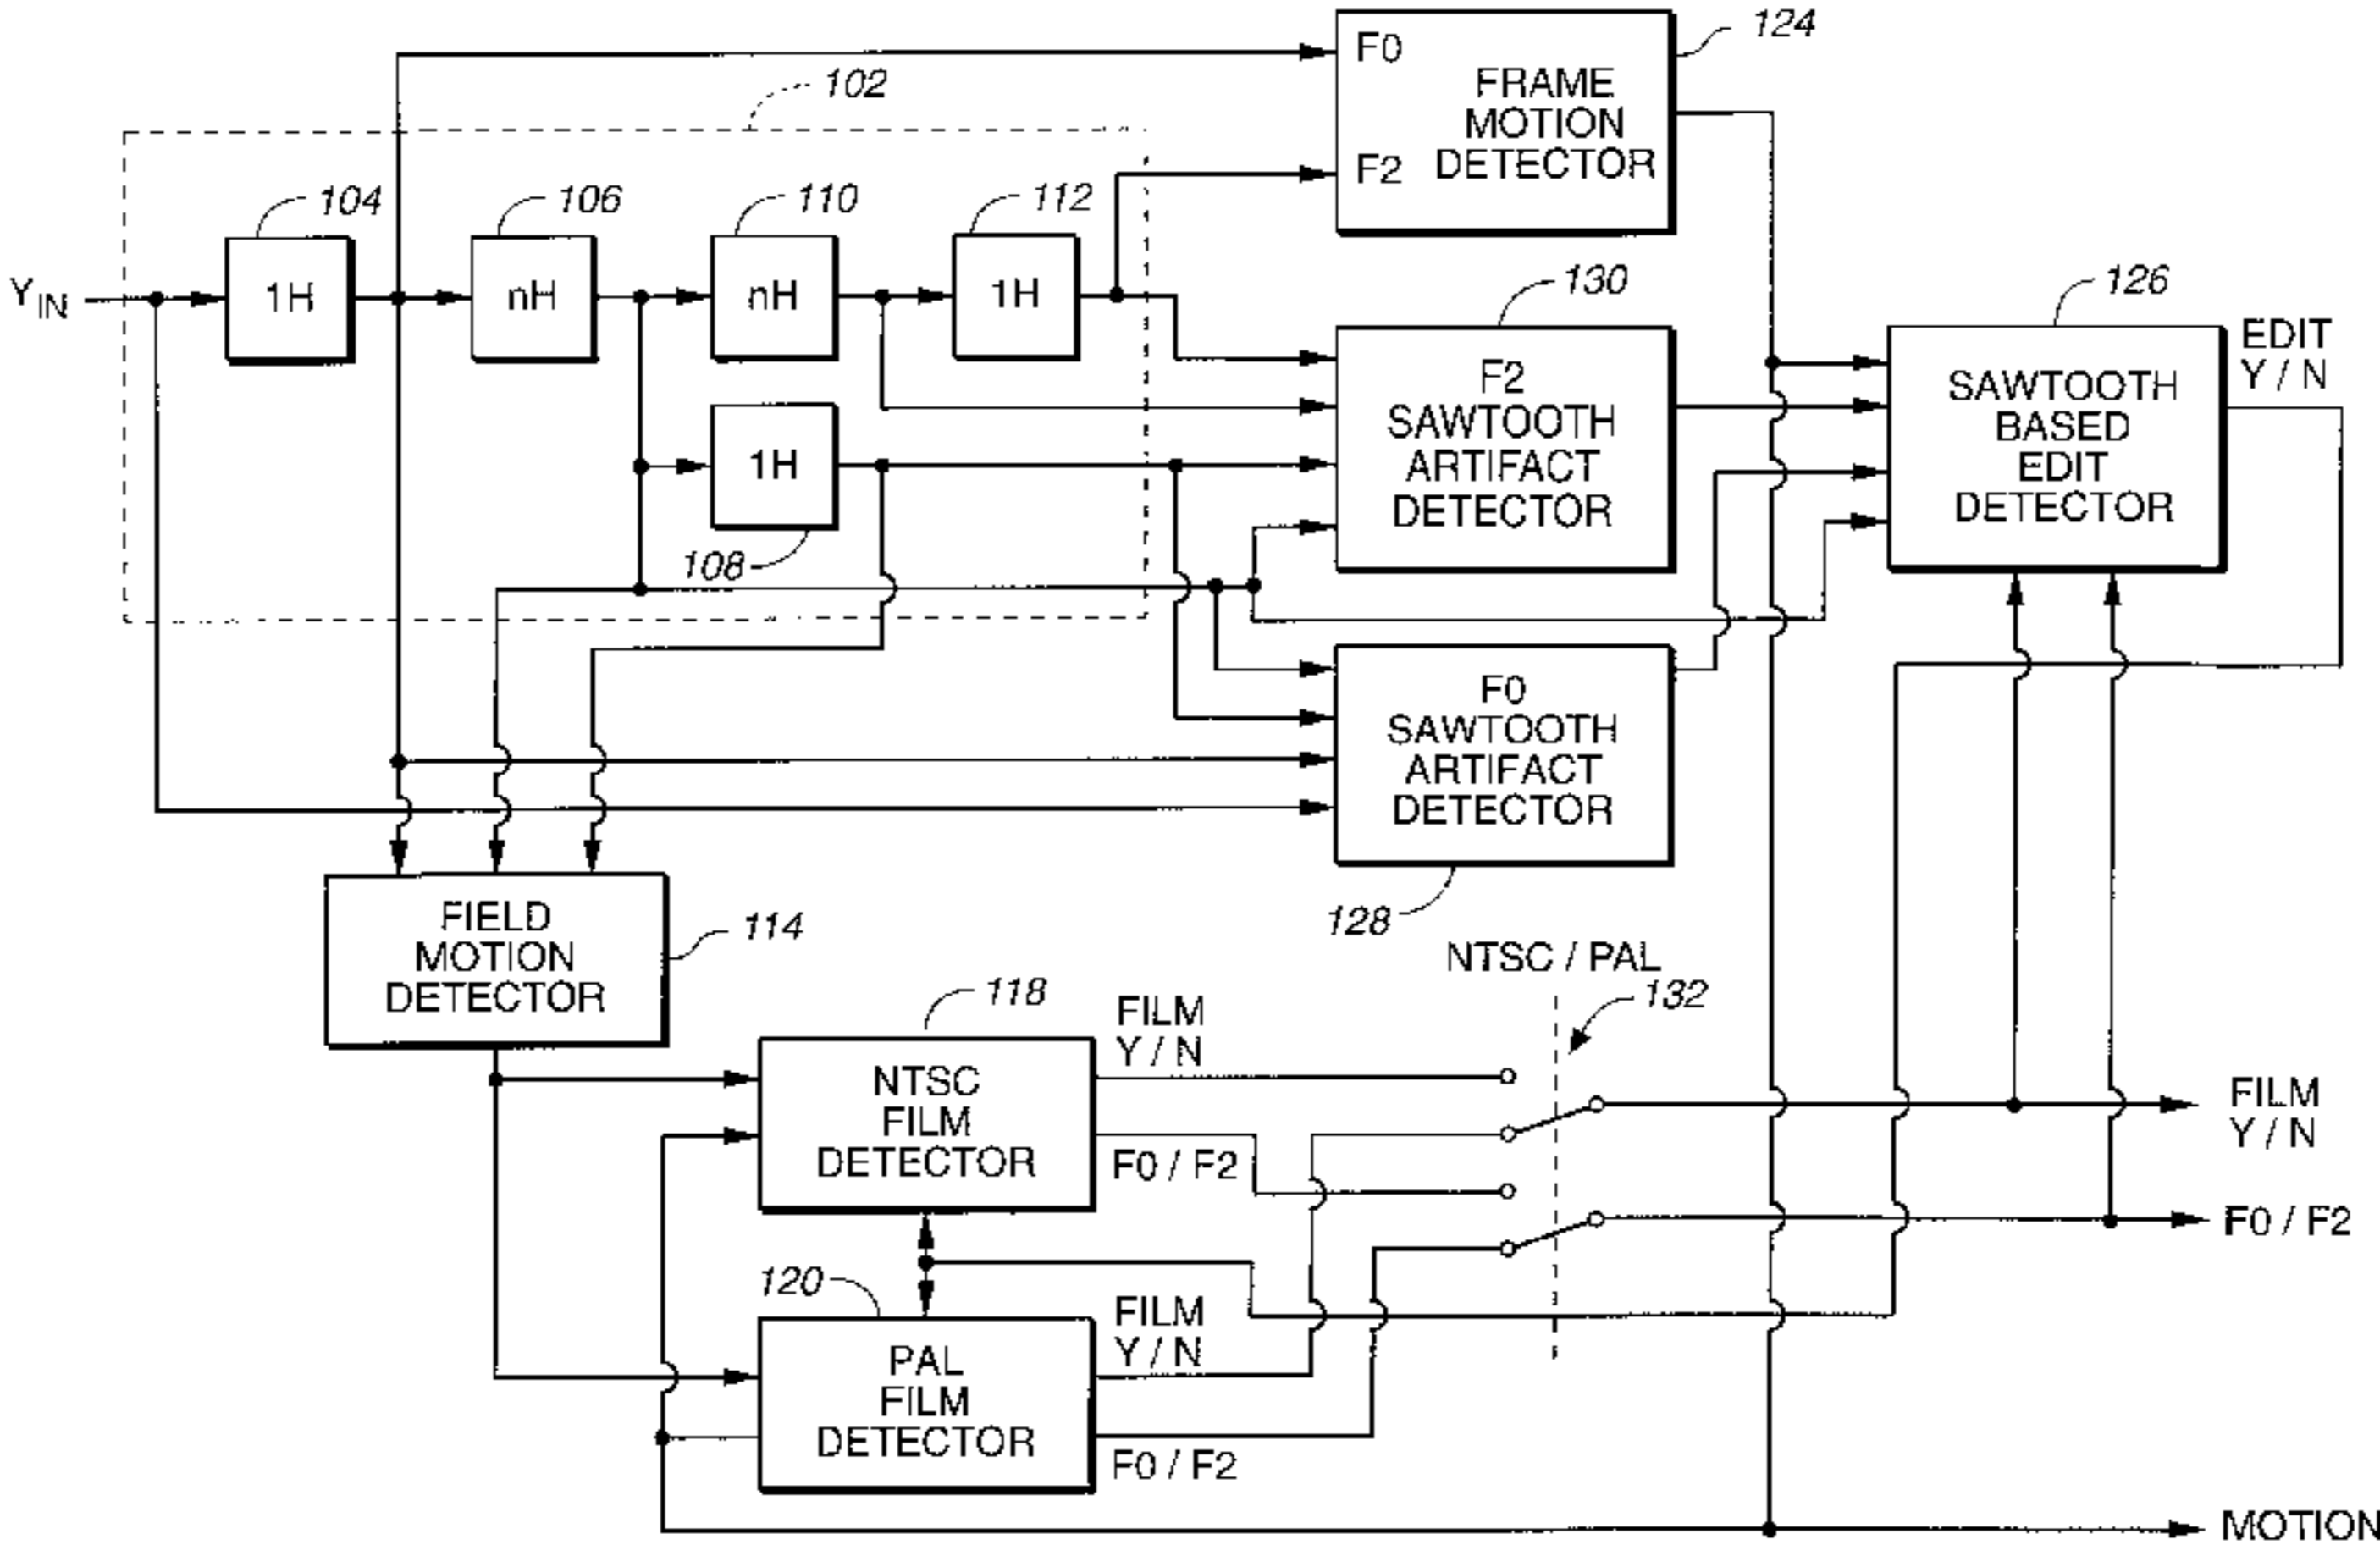 124
F0
FRAME
MOTION
DETECTOR
F2
102
104
106
110
112
Y IN
1H
nH
nH
1H
130
126
EDIT
Y / N
F2
SAWTOOTH
ARTIFACT
DETECTOR
SAWTOOTH
BASED
EDIT
DETECTOR
1H
108
F0
SAWTOOTH
ARTIFACT
DETECTOR
128
FIELD
MOTION
DETECTOR
114
NTSC / PAL
132
118
FILM
Y / N
NTSC
FILM
DETECTOR
F0 / F2
FILM
Y / N
F0 / F2
120
FILM
Y / N
PAL
FILM
DETECTOR
F0 / F2
MOTION